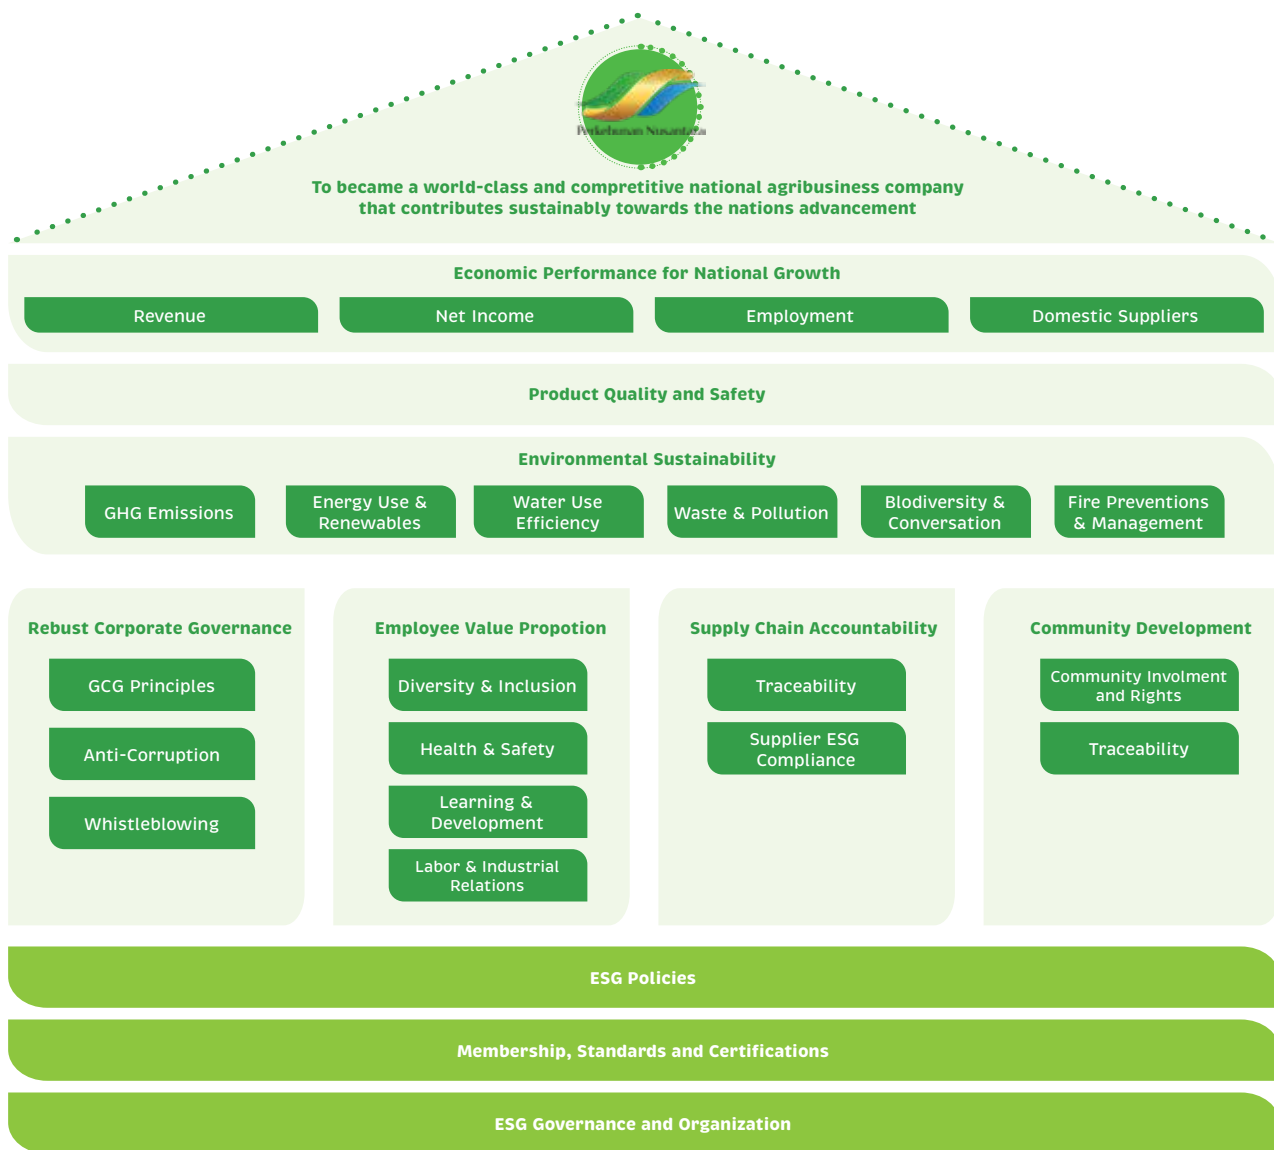 Perkebunan Nusantara
To became a world-class and compretitive national agribusiness company
that contributes sustainably towards the nations advancement
Economic Performance for National Growth
Revenue
Net Income
Employment
Domestic Suppliers
Product Quality and Safety
Environmental Sustainability
GHG Emissions
Energy Use &
Renewables
Water Use
Efficiency
Waste & Pollution
Blodiversity &
Conversation
Fire Preventions
& Management
Rebust Corporate Governance
GCG Principles
Anti-Corruption
Whistleblowing
Employee Value Propotion
Diversity & Inclusion
Health & Safety
Learning &
Development
Labor & Industrial
Relations
Supply Chain Accountability
Traceability
Supplier ESG
Compliance
Community Development
Community Involment
and Rights
Traceability
ESG Policies
Membership, Standards and Certifications
ESG Governance and Organization